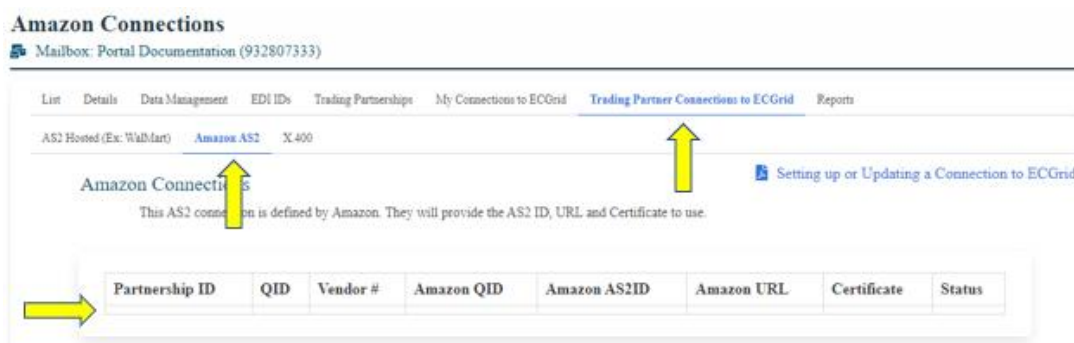 Amazon Connections
Mailbox: Portal Documentation (932807333)
List Details Data Management EDI IDs Trading Partnerships My Connections to ECGrid Trading Partner Connections to ECGrid Reports
AS2 Hosted (Ex: WalMart) Amazon AS2 X.400
Setting up or Updating a Connection to ECGrid
Amazon Connections
This AS2 connection is defined by Amazon. They will provide the AS2 ID, URL and Certificate to use.
Partnership ID QID Vendor # Amazon QID Amazon AS2ID Amazon URL Certificate Status